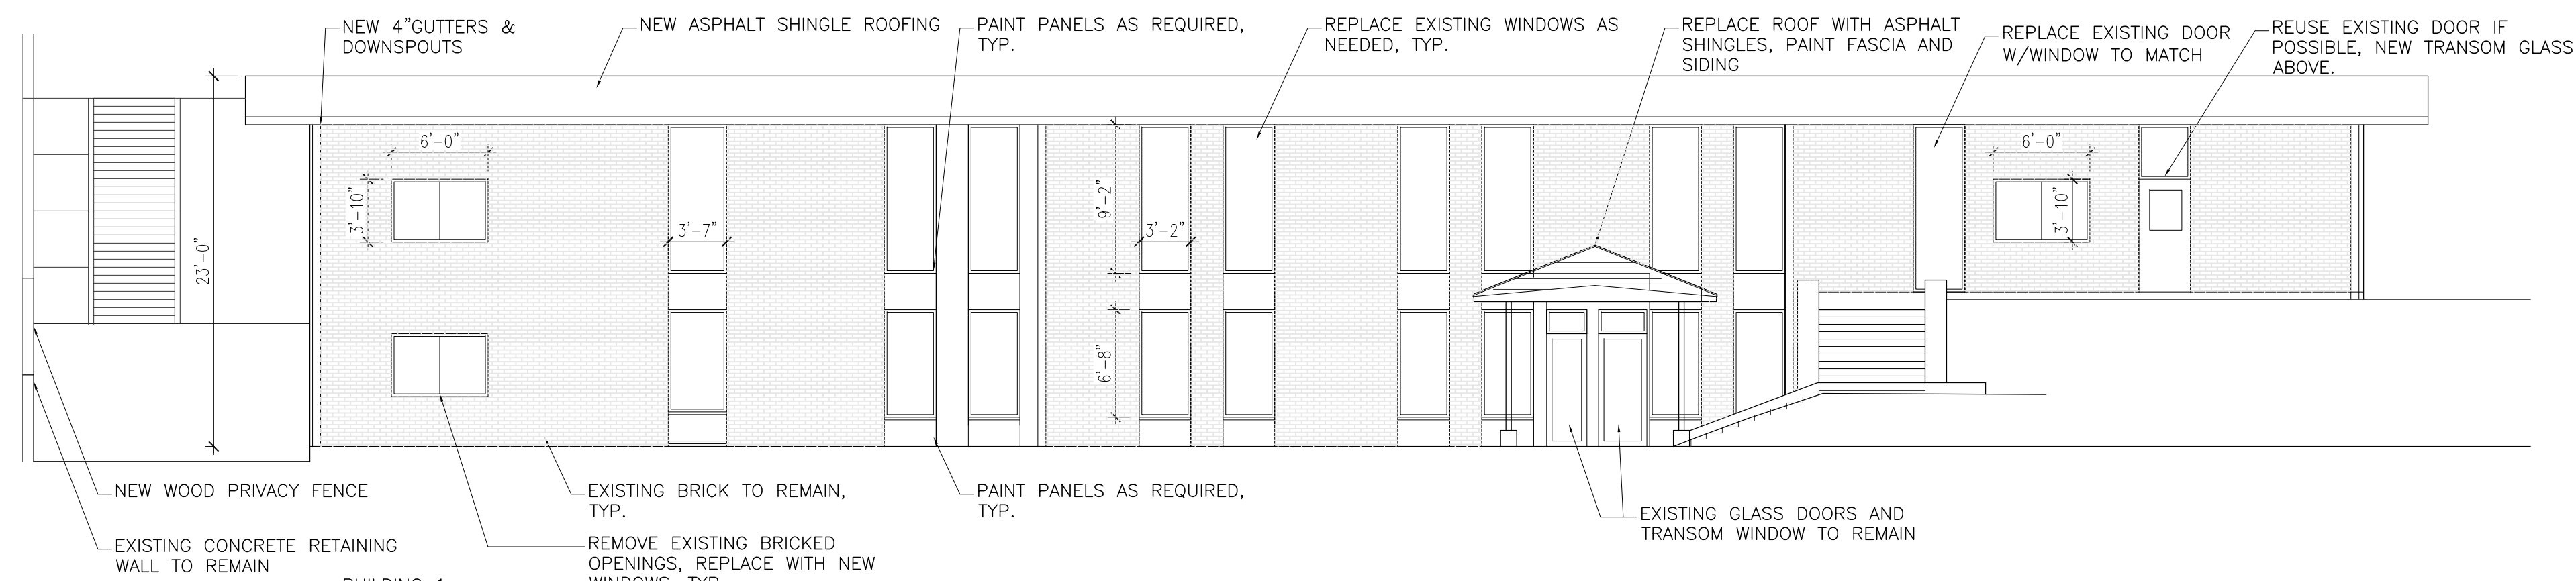 NEW 4"GUTTERS &
DOWNSPOUTS
NEW ASPHALT SHINGLE ROOFING
PAINT PANELS AS REQUIRED,
TYP.
REPLACE EXISTING WINDOWS AS
NEEDED, TYP.
REPLACE ROOF WITH ASPHALT
SHINGLES, PAINT FASCIA AND
SIDING
REPLACE EXISTING DOOR
W/WINDOW TO MATCH
REUSE EXISTING DOOR IF
POSSIBLE, NEW TRANSOM GLASS
ABOVE.
6'-0"
3'-10"
23'-0"
3'-7"
9'-2"
3'-2"
6'-8"
6'-0"
3'-10"
NEW WOOD PRIVACY FENCE
EXISTING CONCRETE RETAINING
WALL TO REMAIN
EXISTING BRICK TO REMAIN,
TYP.
REMOVE EXISTING BRICKED
OPENINGS, REPLACE WITH NEW
WINDOWS, TYP.
PAINT PANELS AS REQUIRED,
TYP.
EXISTING GLASS DOORS AND
TRANSOM WINDOW TO REMAIN
BUILDING 1